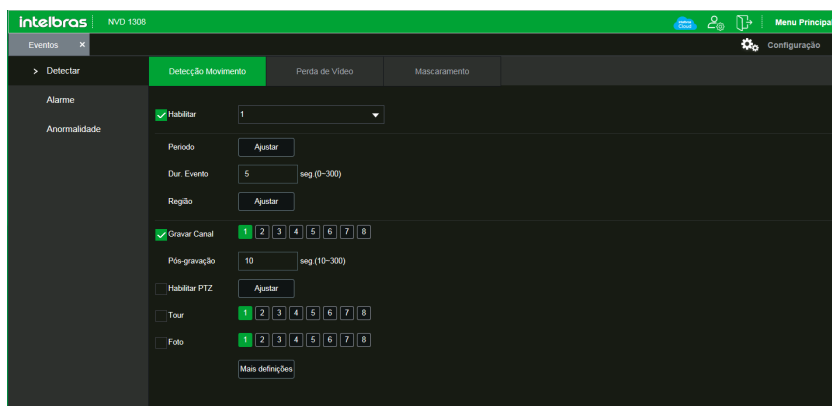 intelbras NVD 1308 Menu Principal
Eventos × Configuração
> Detectar
Alarme
Anormalidade
Detecção Movimento Perda de Vídeo Mascaramento
Habilitar 1
Periodo Ajustar
Dur. Evento 5 seg.(0~300)
Região Ajustar
Gravar Canal 1 2 3 4 5 6 7 8
Pós-gravação 10 seg.(10~300)
Habilitar PTZ Ajustar
Tour 1 2 3 4 5 6 7 8
Foto 1 2 3 4 5 6 7 8
Mais definições